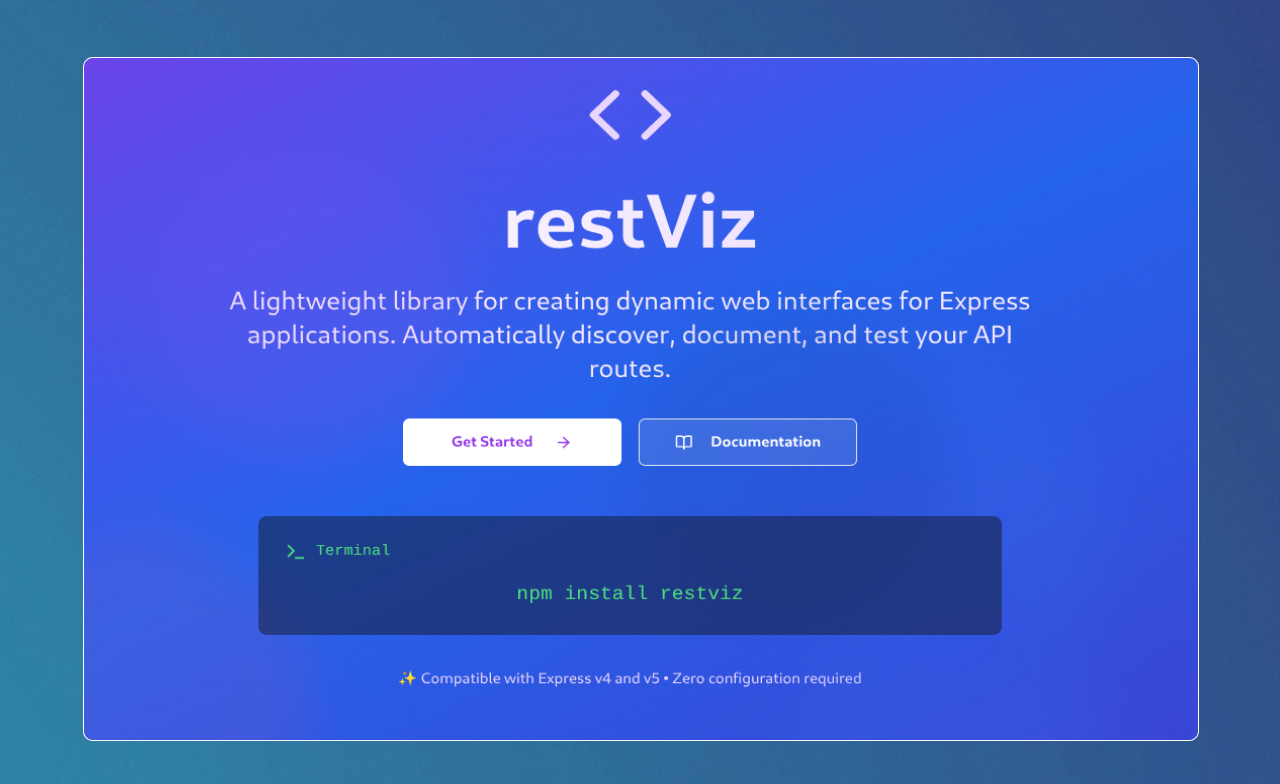 restViz
A lightweight library for creating dynamic web interfaces for Express
applications. Automatically discover, document, and test your API
routes.
Get Started →
Documentation
>_ Terminal
npm install restviz
✨ Compatible with Express v4 and v5 • Zero configuration required